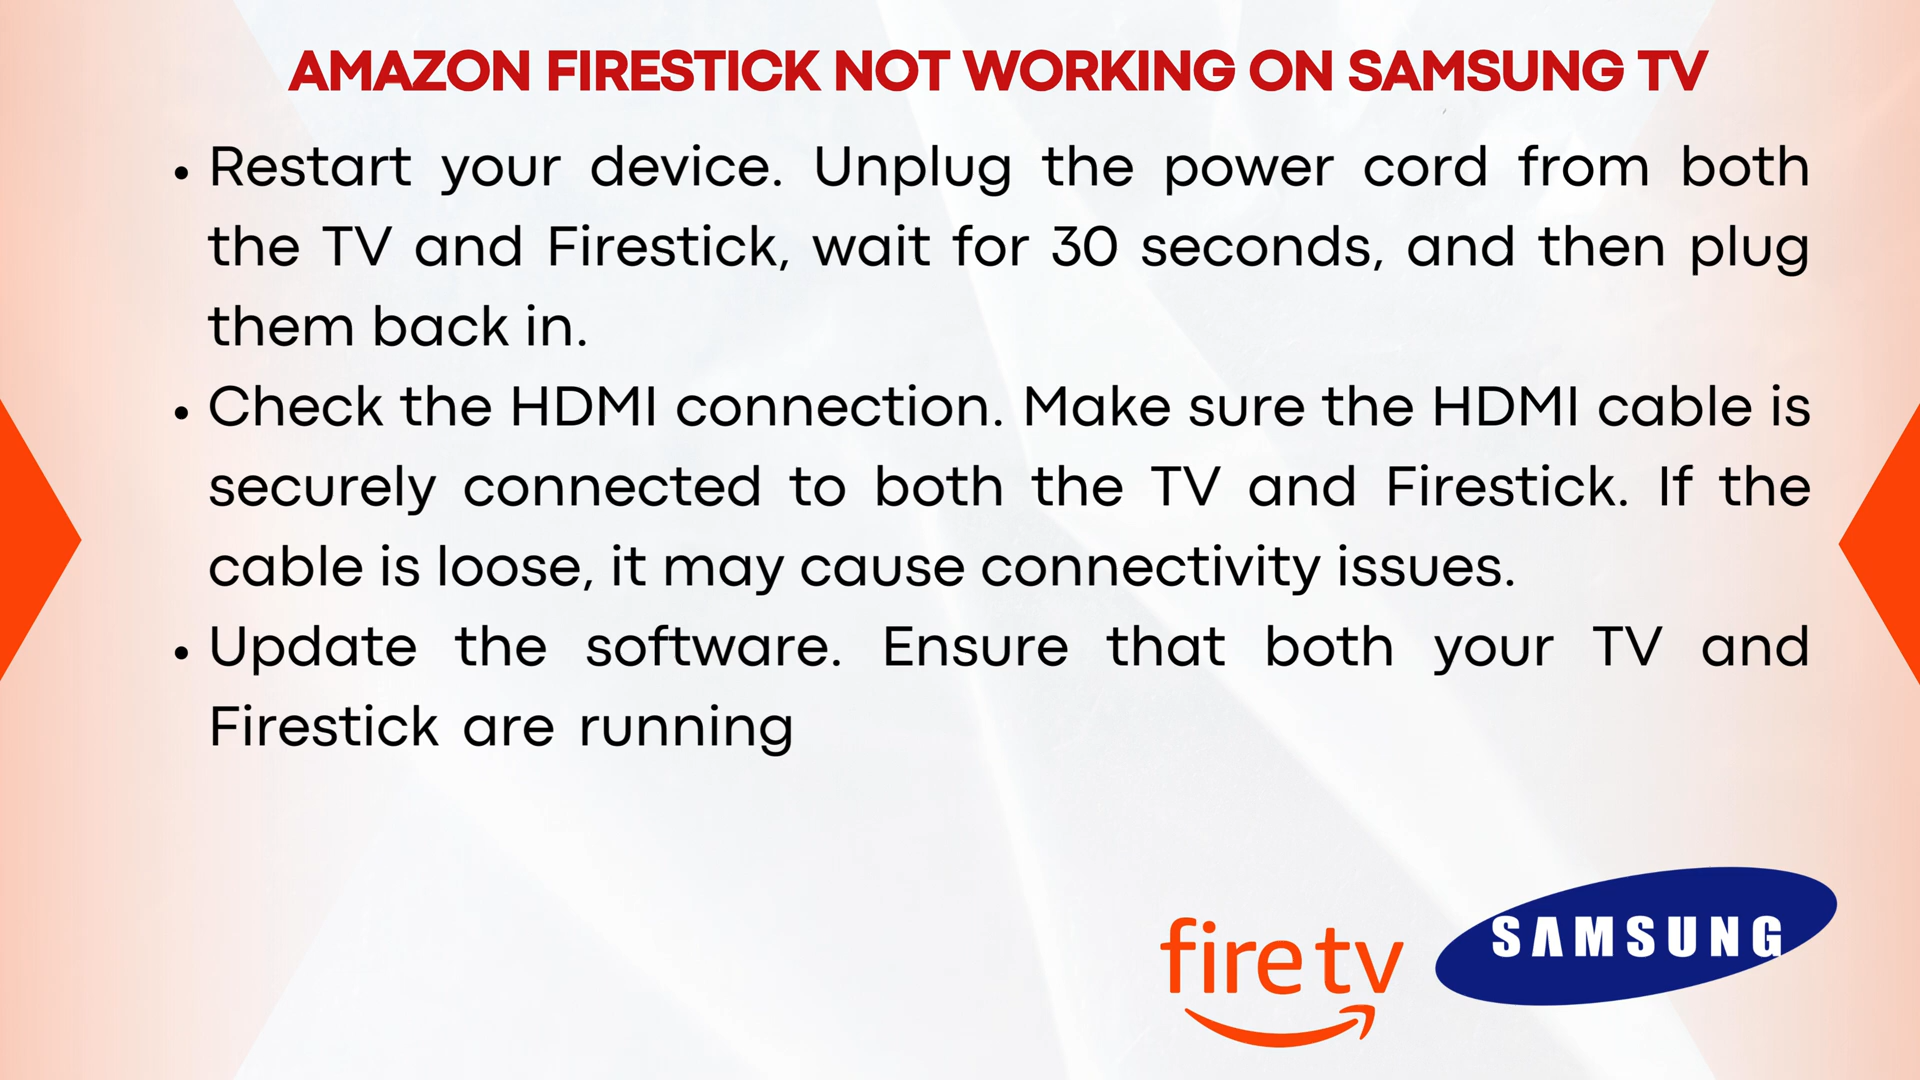 AMAZON FIRESTICK NOT WORKING ON SAMSUNG TV
• Restart your device. Unplug the power cord from both
the TV and Firestick, wait for 30 seconds, and then plug
them back in.
• Check the HDMI connection. Make sure the HDMI cable is
securely connected to both the TV and Firestick. If the
cable is loose, it may cause connectivity issues.
• Update the software. Ensure that both your TV and
Firestick are running
fire tv
SAMSUNG